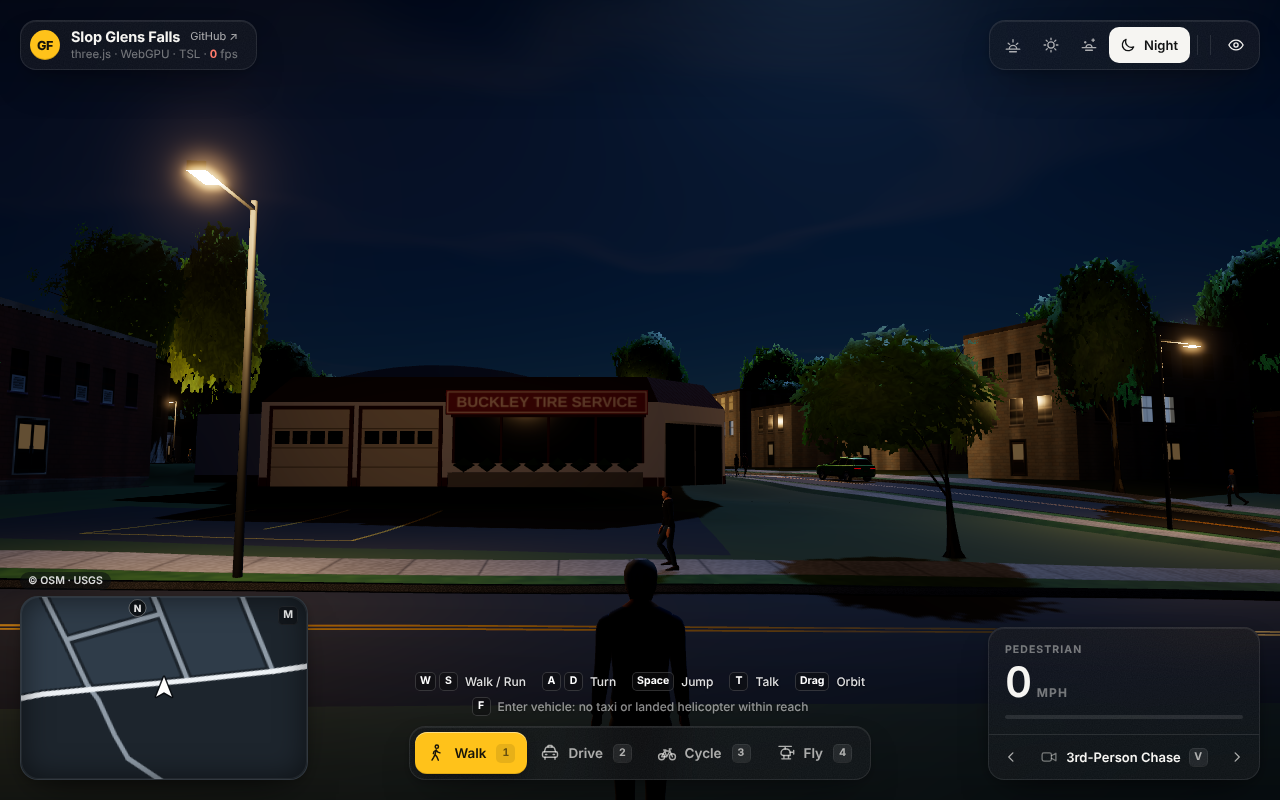 GF
Slop Glens Falls GitHub ↗
three.js · WebGPU · TSL · 0 fps
Night
BUCKLEY TIRE SERVICE
© OSM · USGS
N
M
W S Walk / Run A D Turn Space Jump T Talk Drag Orbit
F Enter vehicle: no taxi or landed helicopter within reach
Walk 1 Drive 2 Cycle 3 Fly 4
PEDESTRIAN
0 MPH
3rd-Person Chase V